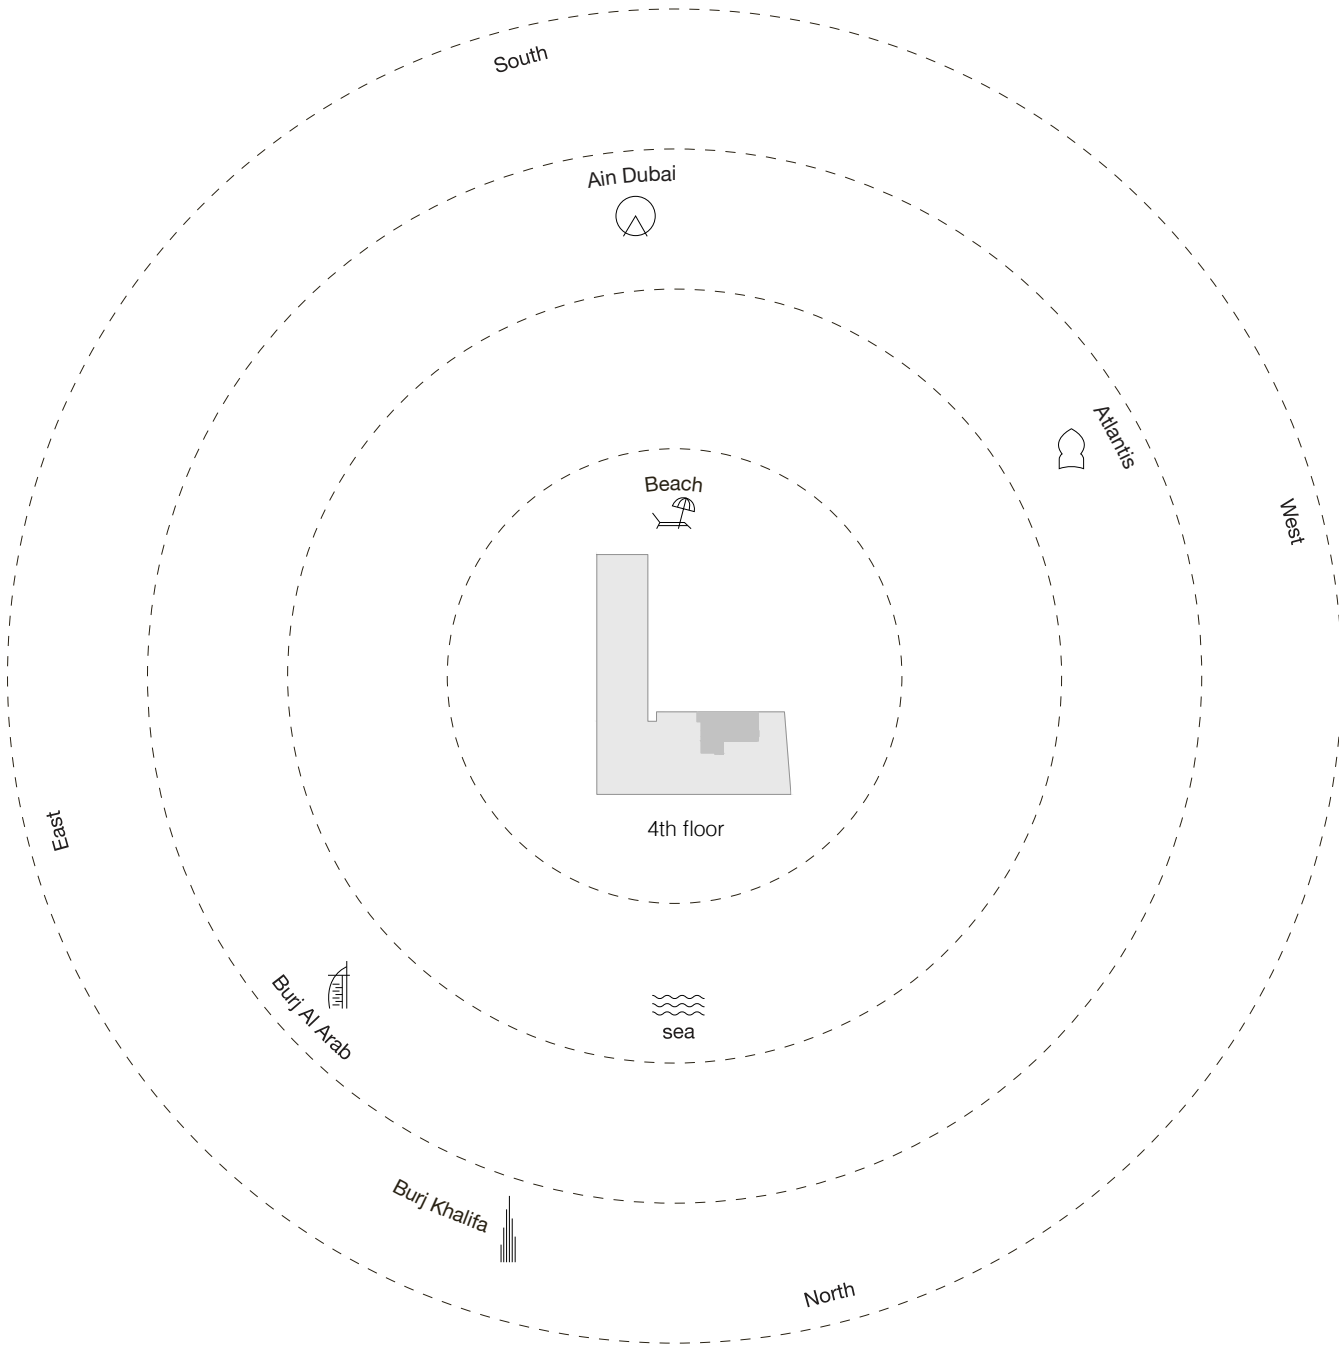 South
Ain Dubai
Atlantis
Beach
West
4th floor
East
Burj Al Arab
sea
Burj Khalifa
North